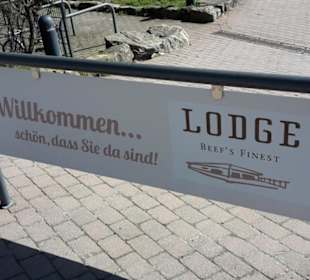 Willkommen...
schön, dass Sie da sind!
LODGE
BEEF'S FINEST